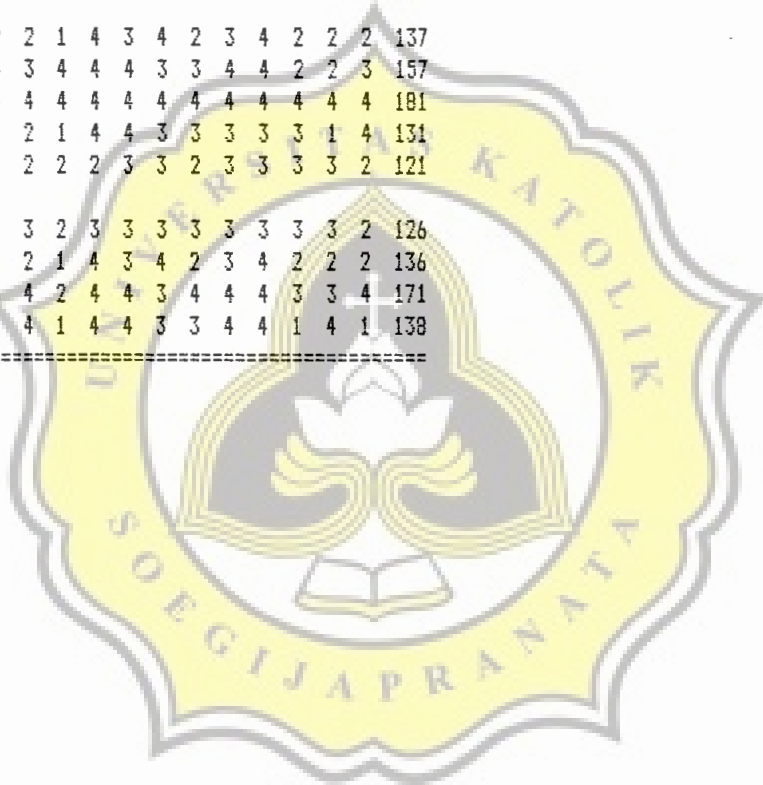 2 1 4 3 4 2 3 4 2 2 2 137
3 4 4 4 3 3 4 4 2 2 3 157
4 4 4 4 4 4 4 4 4 4 4 181
2 1 4 4 3 3 3 3 3 1 4 131
2 2 2 3 3 2 3 3 3 3 2 121
3 2 3 3 3 3 3 3 3 3 2 126
2 1 4 3 4 2 3 4 2 2 2 136
4 2 4 4 3 4 4 4 3 3 4 171
4 1 4 4 3 3 4 4 1 4 1 138
======================================
UNIVERSITAS KATOLIK
SOEGIJAPRANATA